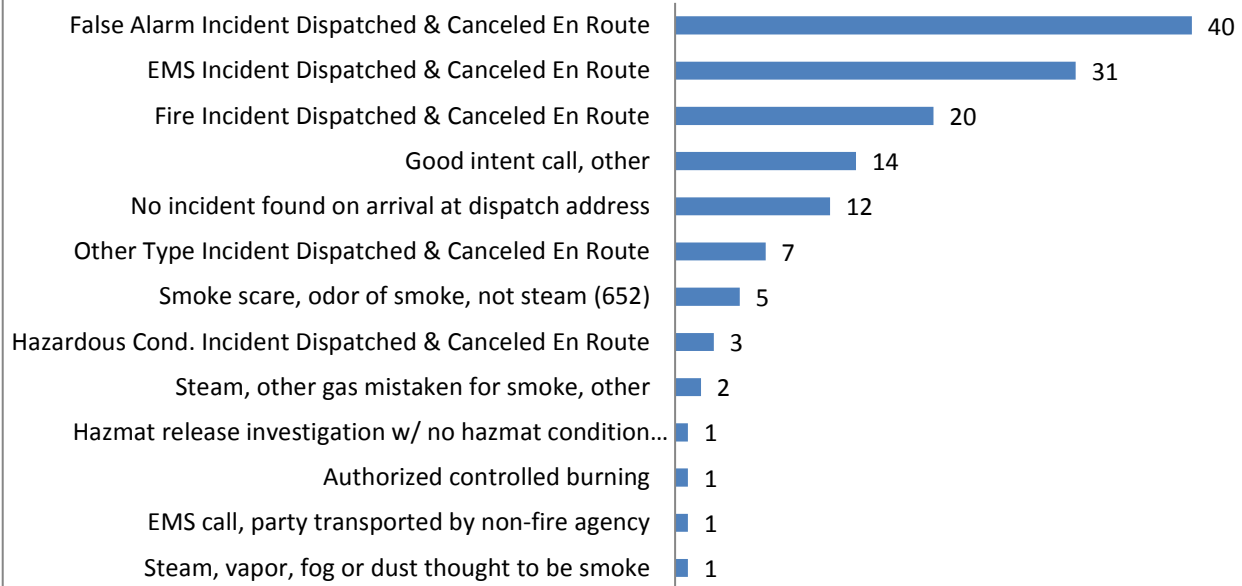 False Alarm Incident Dispatched & Canceled En Route 40
EMS Incident Dispatched & Canceled En Route 31
Fire Incident Dispatched & Canceled En Route 20
Good intent call, other 14
No incident found on arrival at dispatch address 12
Other Type Incident Dispatched & Canceled En Route 7
Smoke scare, odor of smoke, not steam (652) 5
Hazardous Cond. Incident Dispatched & Canceled En Route 3
Steam, other gas mistaken for smoke, other 2
Hazmat release investigation w/ no hazmat condition… 1
Authorized controlled burning 1
EMS call, party transported by non-fire agency 1
Steam, vapor, fog or dust thought to be smoke 1